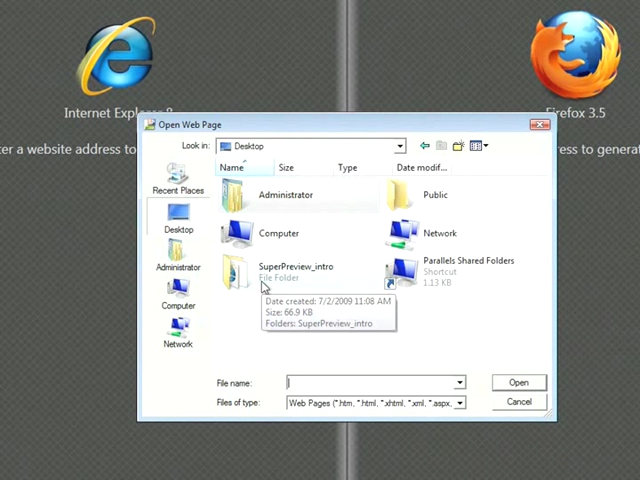 Internet Explorer 8
Firefox 3.5
er a website address to
ess to generat
Open Web Page
Look in:
Desktop
Name
Size
Type
Date modif...
Recent Places
Desktop
Administrator
Computer
Network
Administrator
Public
Computer
Network
SuperPreview_intro
File Folder
Parallels Shared Folders
Shortcut
1.13 KB
Date created: 7/2/2009 11:08 AM
Size: 66.9 KB
Folders: SuperPreview_intro
File name:
Open
Files of type:
Web Pages (*.htm, *.html, *.xhtml, *.xml, *.aspx,
Cancel